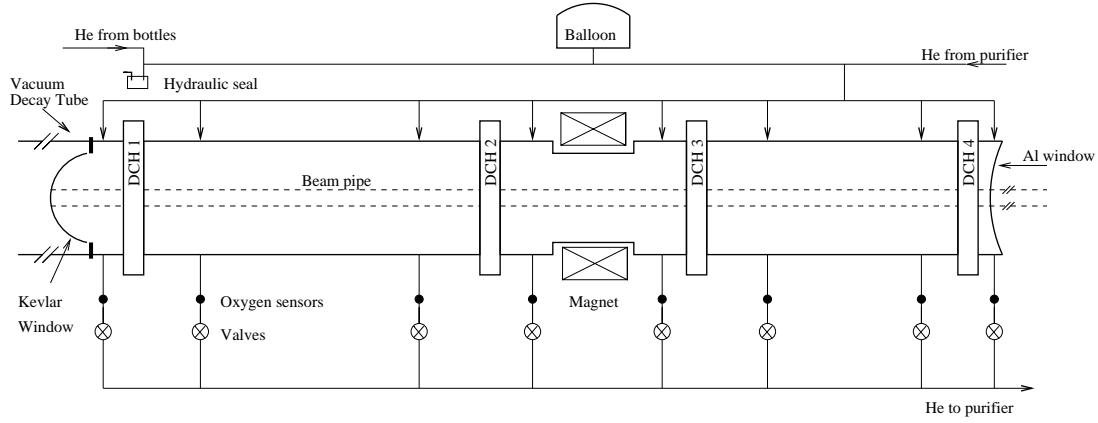 He from bottles
Balloon
He from purifier
Vacuum
Decay Tube
Hydraulic seal
DCH 1
DCH 2
DCH 3
DCH 4
Al window
Beam pipe
Kevlar
Window
Oxygen sensors
Magnet
Valves
He to purifier